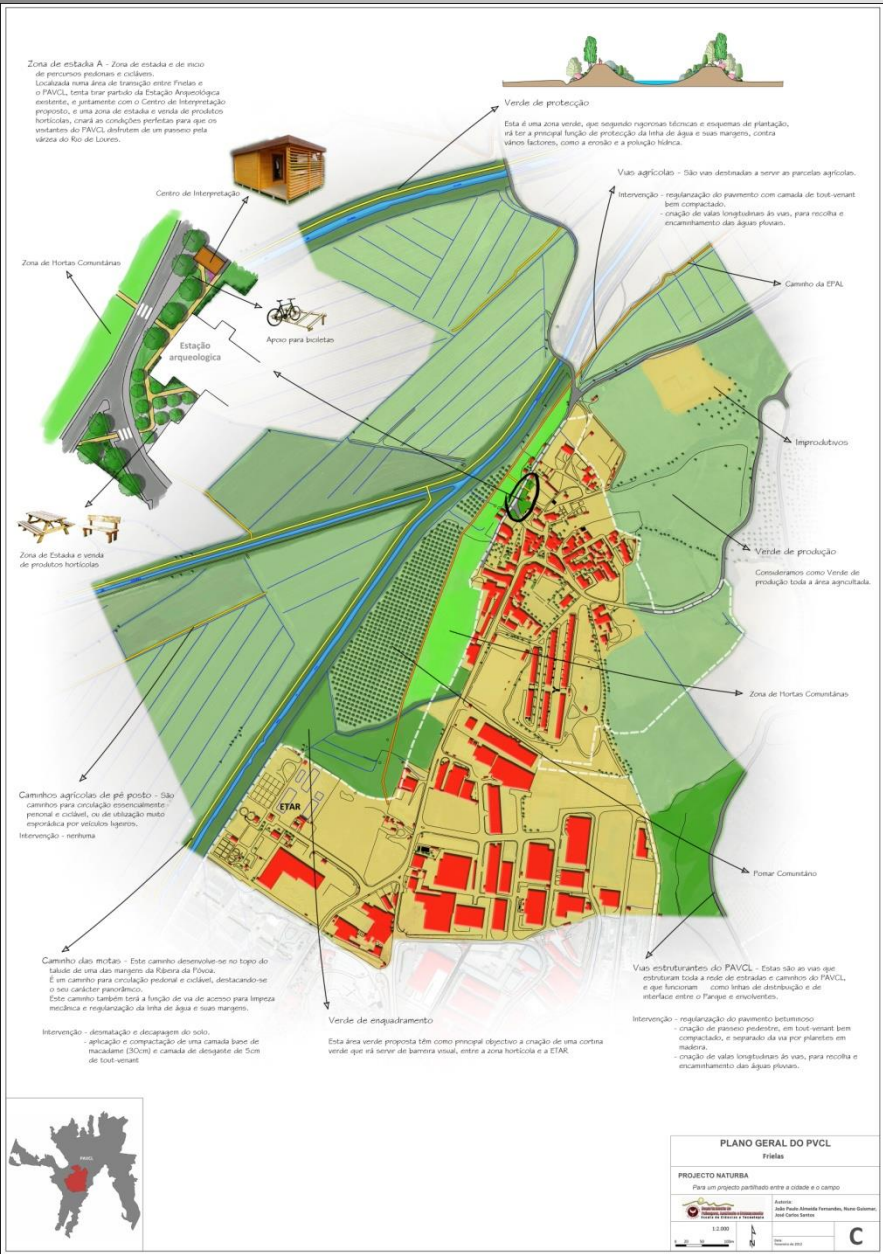 Zona de estadia A - Zona de estadia e de início
de percursos pedonais e cicláveis.
Localizada numa área de transição entre Frielas e
o PAVCL, tenta tirar partido da Estação Arqueológica
existente, e juntamente com o Centro de Interpretação
proposto, e uma zona de estadia e venda de produtos
hortícolas, criará as condições perfeitas para que os
visitantes do PAVCL disfrutem de um passeio pela
várzea do Rio de Loures.
Verde de protecção
Esta é uma zona verde, que seguindo rigorosas técnicas e esquemas de plantação,
irá ter a principal função de protecção da linha de água e suas margens, contra
vários factores, como a erosão e a poluição hídrica.
Vias agrícolas - São vias destinadas a servir as parcelas agrícolas.
Intervenção - regularização do pavimento com camada de tout-venant
bem compactado.
- criação de valas longitudinais às vias, para recolha e
encaminhamento das águas pluviais.
Centro de Interpretação
Zona de Hortas Comunitárias
Caminho da EPAL
Apoio para bicicletas
Estação
arqueologica
Improdutivos
Zona de Estadia e venda
de produtos hortícolas
Verde de produção
Consideramos como Verde de
produção toda a área agricultada.
Zona de Hortas Comunitárias
Caminhos agrícolas de pé posto - São
caminhos para circulação essencialmente
penonal e ciclável, ou de utilização muito
esporádica por veículos ligeiros.
Intervenção - nenhuma
ETAR
Pomar Comunitário
Caminho das motas - Este caminho desenvolve-se no topo do
talude de uma das margens da Ribeira da Póvoa.
É um caminho para circulação pedonal e ciclável, destacando-se
o seu carácter panorâmico.
Este caminho também terá a função de via de acesso para limpeza
mecânica e regularização da linha de água e suas margens.
Intervenção - desmatação e decapagem do solo.
- aplicação e compactação de uma camada base de
macadame (30cm) e camada de desgaste de 5cm
de tout-venant
Verde de enquadramento
Esta área verde proposta têm como principal objectivo a criação de uma cortina
verde que irá servir de barreira visual, entre a zona hortícola e a ETAR.
Vias estruturantes do PAVCL - Estas são as vias que
estruturam toda a rede de estradas e caminhos do PAVCL,
e que funcionam como linhas de distribuição e de
interface entre o Parque e envolventes.
Intervenção - regularização do pavimento betuminoso
- criação de passeio pedestre, em tout-venant bem
compactado, e separado da via por pilaretes em
madeira.
- criação de valas longitudinais às vias, para recolha e
encaminhamento das águas pluviais.
PAVCL
PLANO GERAL DO PVCL
Frielas
PROJECTO NATURBA
Para um projecto partilhado entre a cidade e o campo
Autoria:
João Paulo Almeida Fernandes, Nuno Guiomar,
José Carlos Santos
1:2.000
N
C